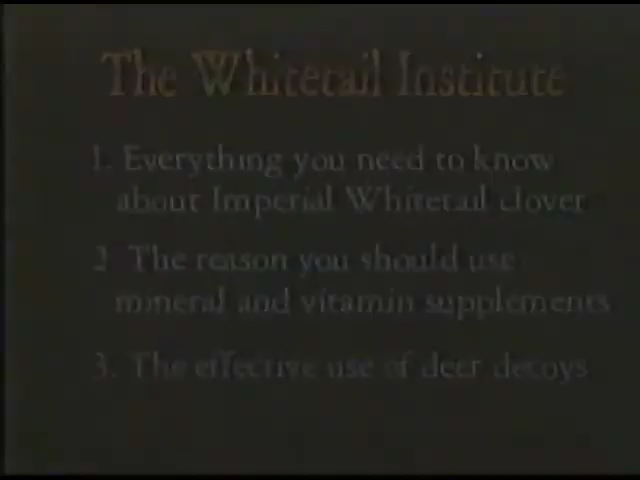 The Whitetail Institute
1. Everything you need to know
about Imperial Whitetail clover
2. The reason you should use
mineral and vitamin supplements
3. The effective use of deer decoys